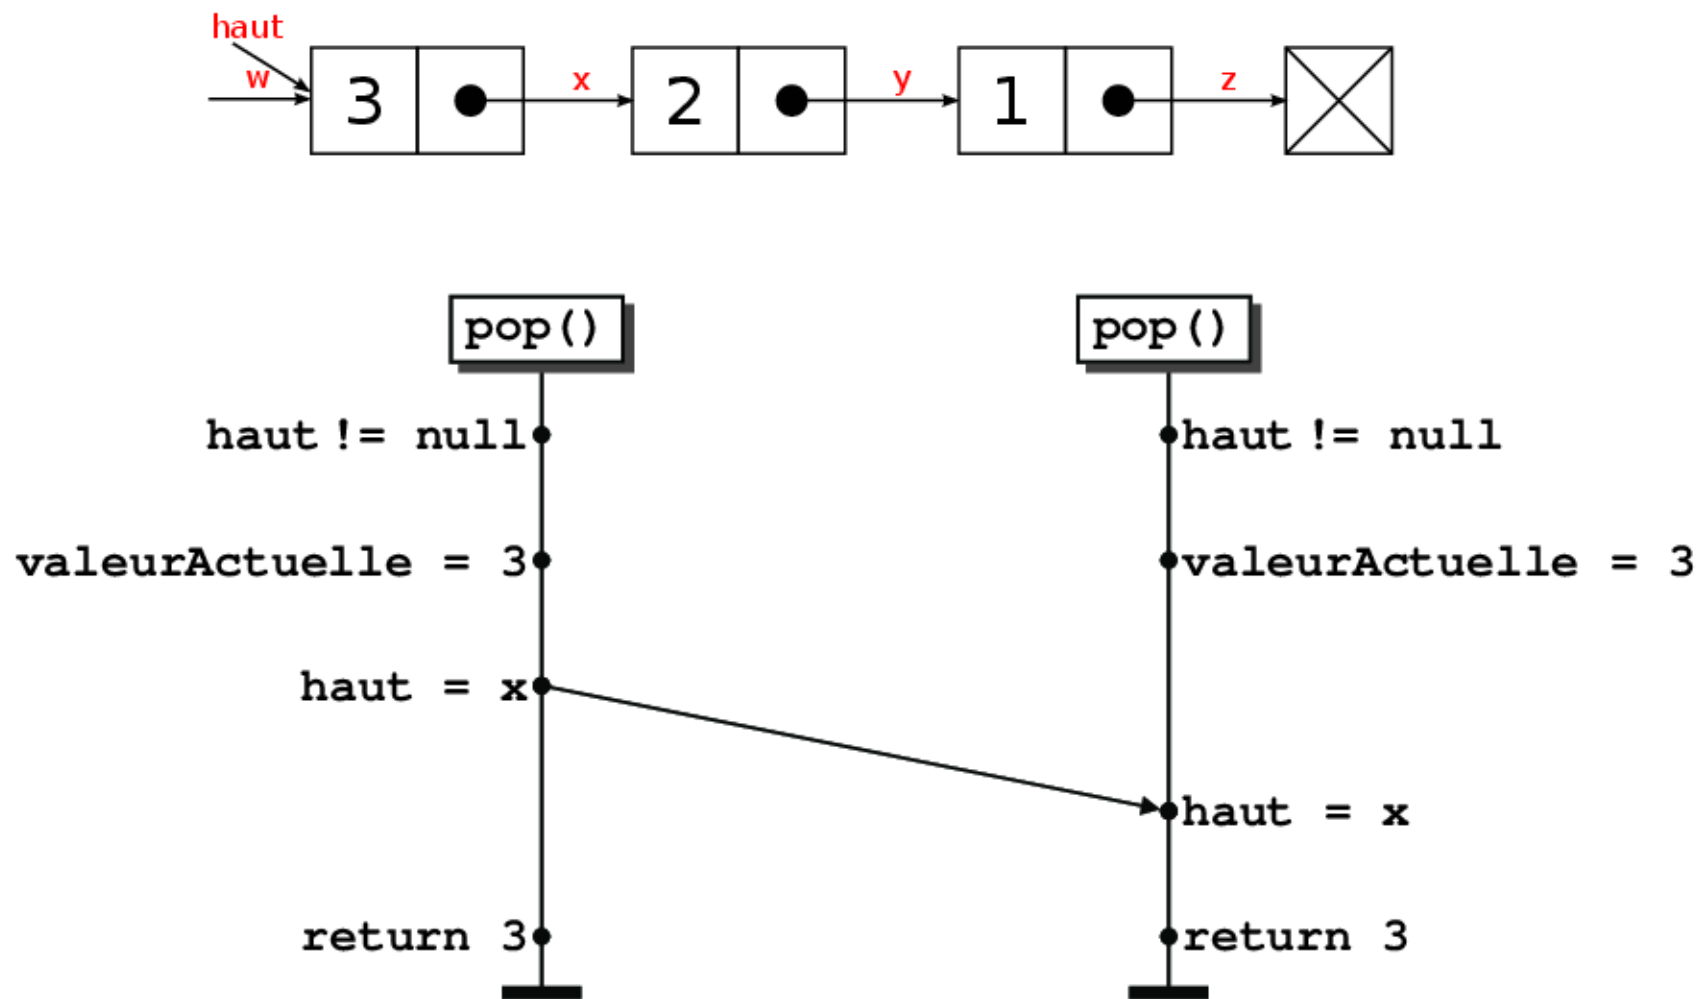 haut
w x y z
3 2 1
pop() pop()
haut != null haut != null
valeurActuelle = 3 valeurActuelle = 3
haut = x
haut = x
return 3 return 3